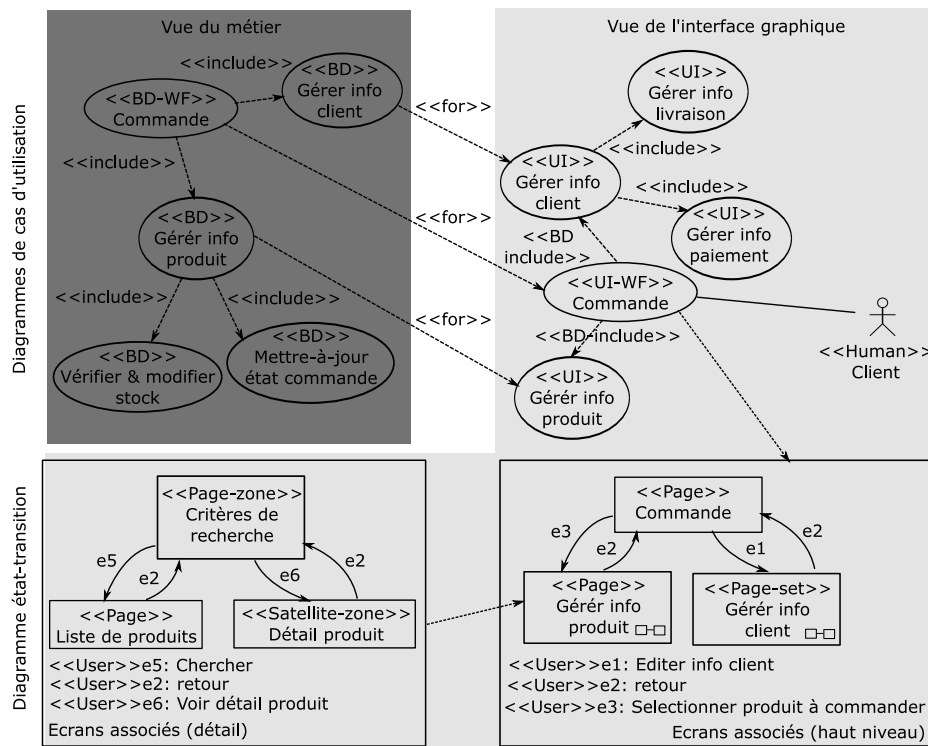 Vue du métier
Vue de l'interface graphique
Diagrammes de cas d'utilisation
<<include>>
<<BD>>
Gérer info
client
<<BD-WF>>
Commande
<<for>>
<<UI>>
Gérer info
livraison
<<include>>
<<include>>
<<UI>>
Gérer info
client
<<include>>
<<BD>>
Gérér info
produit
<<for>>
<<BD
include>>
<<UI>>
Gérer info
paiement
<<UI-WF>>
Commande
<<include>>
<<include>>
<<for>>
<<BD-include>>
<<Human>>
Client
<<BD>>
Vérifier & modifier
stock
<<BD>>
Mettre-à-jour
état commande
<<UI>>
Gérér info
produit
Diagramme état-transition
<<Page-zone>>
Critères de
recherche
e5
e2
e6
e2
<<Page>>
Liste de produits
<<Satellite-zone>>
Détail produit
<<User>>e5: Chercher
<<User>>e2: retour
<<User>>e6: Voir détail produit
Ecrans associés (détail)
<<Page>>
Commande
e3
e2
e1
e2
<<Page>>
Gérér info
produit
<<Page-set>>
Gérér info
client
<<User>>e1: Editer info client
<<User>>e2: retour
<<User>>e3: Selectionner produit à commander
Ecrans associés (haut niveau)